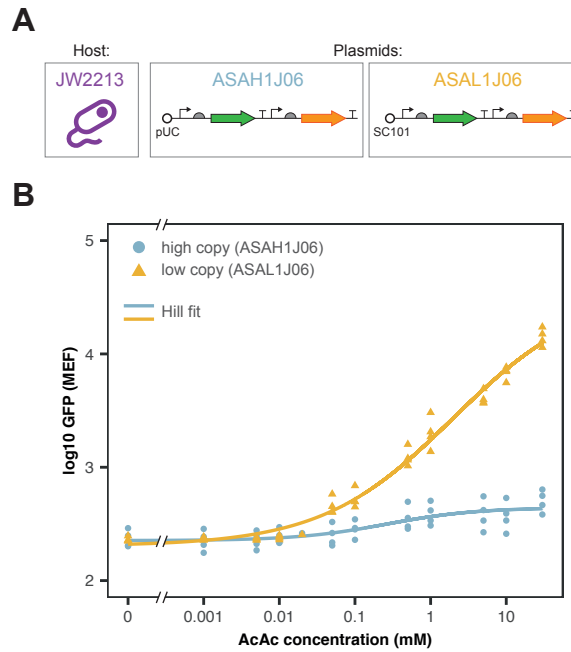 A
Host:
Plasmids:
JW2213
ASAH1J06
ASAL1J06
pUC
SC101
B
high copy (ASAH1J06)
low copy (ASAL1J06)
Hill fit
log10 GFP (MEF)
5
4
3
2
0
0.001
0.01
0.1
1
10
AcAc concentration (mM)